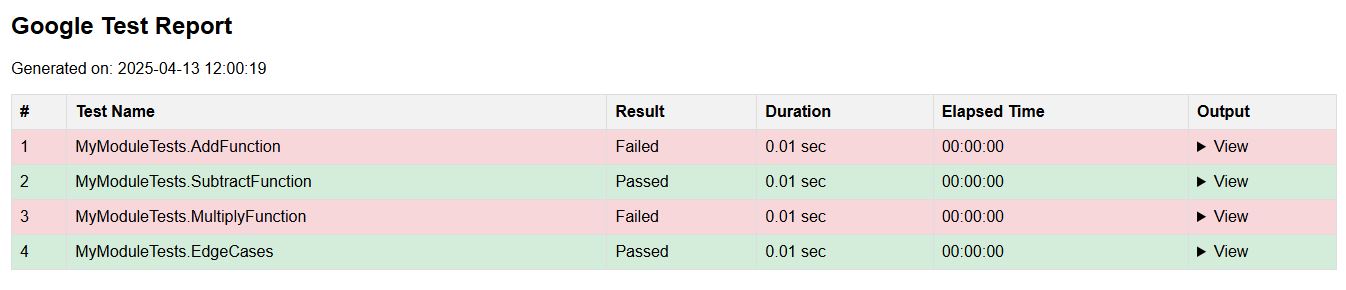 Google Test Report
Generated on: 2025-04-13 12:00:19
# Test Name Result Duration Elapsed Time Output
1 MyModuleTests.AddFunction Failed 0.01 sec 00:00:00 ▶ View
2 MyModuleTests.SubtractFunction Passed 0.01 sec 00:00:00 ▶ View
3 MyModuleTests.MultiplyFunction Failed 0.01 sec 00:00:00 ▶ View
4 MyModuleTests.EdgeCases Passed 0.01 sec 00:00:00 ▶ View